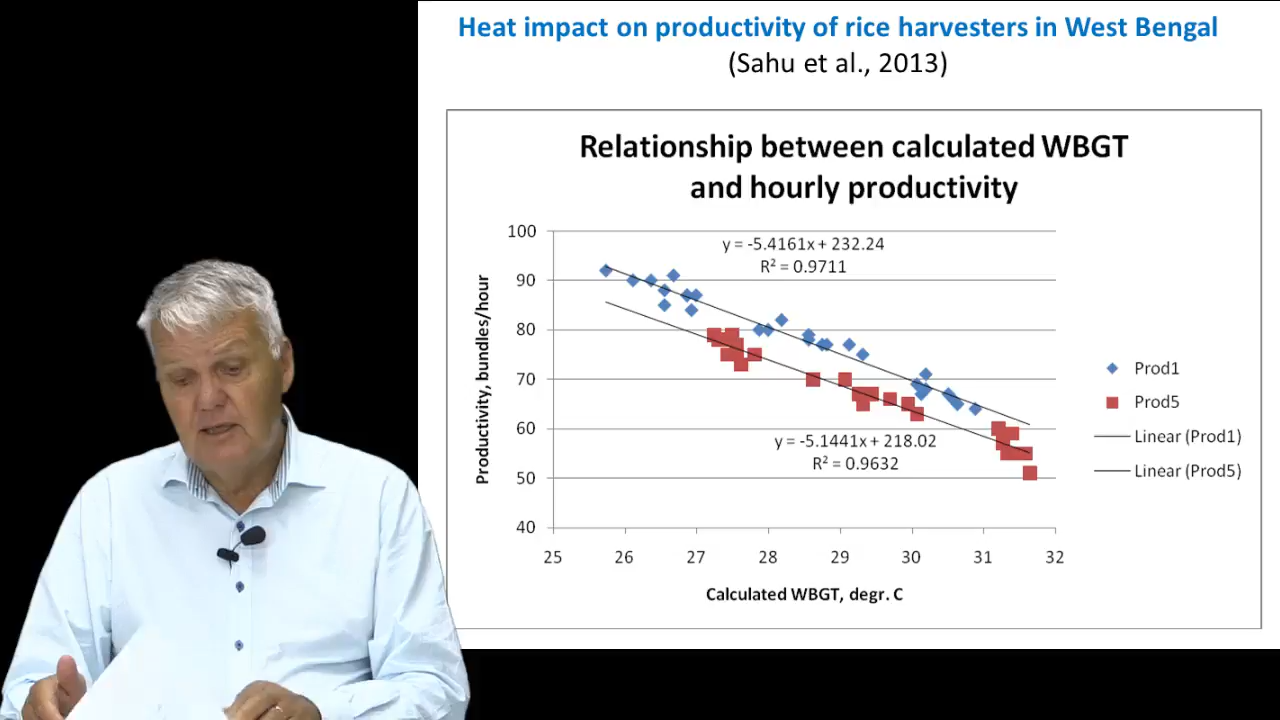 Heat impact on productivity of rice harvesters in West Bengal
(Sahu et al., 2013)
Relationship between calculated WBGT
and hourly productivity
Productivity, bundles/hour
100
90
80
70
60
50
40
25 26 27 28 29 30 31 32
Calculated WBGT, degr. C
y = -5.4161x + 232.24
R² = 0.9711
y = -5.1441x + 218.02
R² = 0.9632
Prod1
Prod5
Linear (Prod1)
Linear (Prod5)